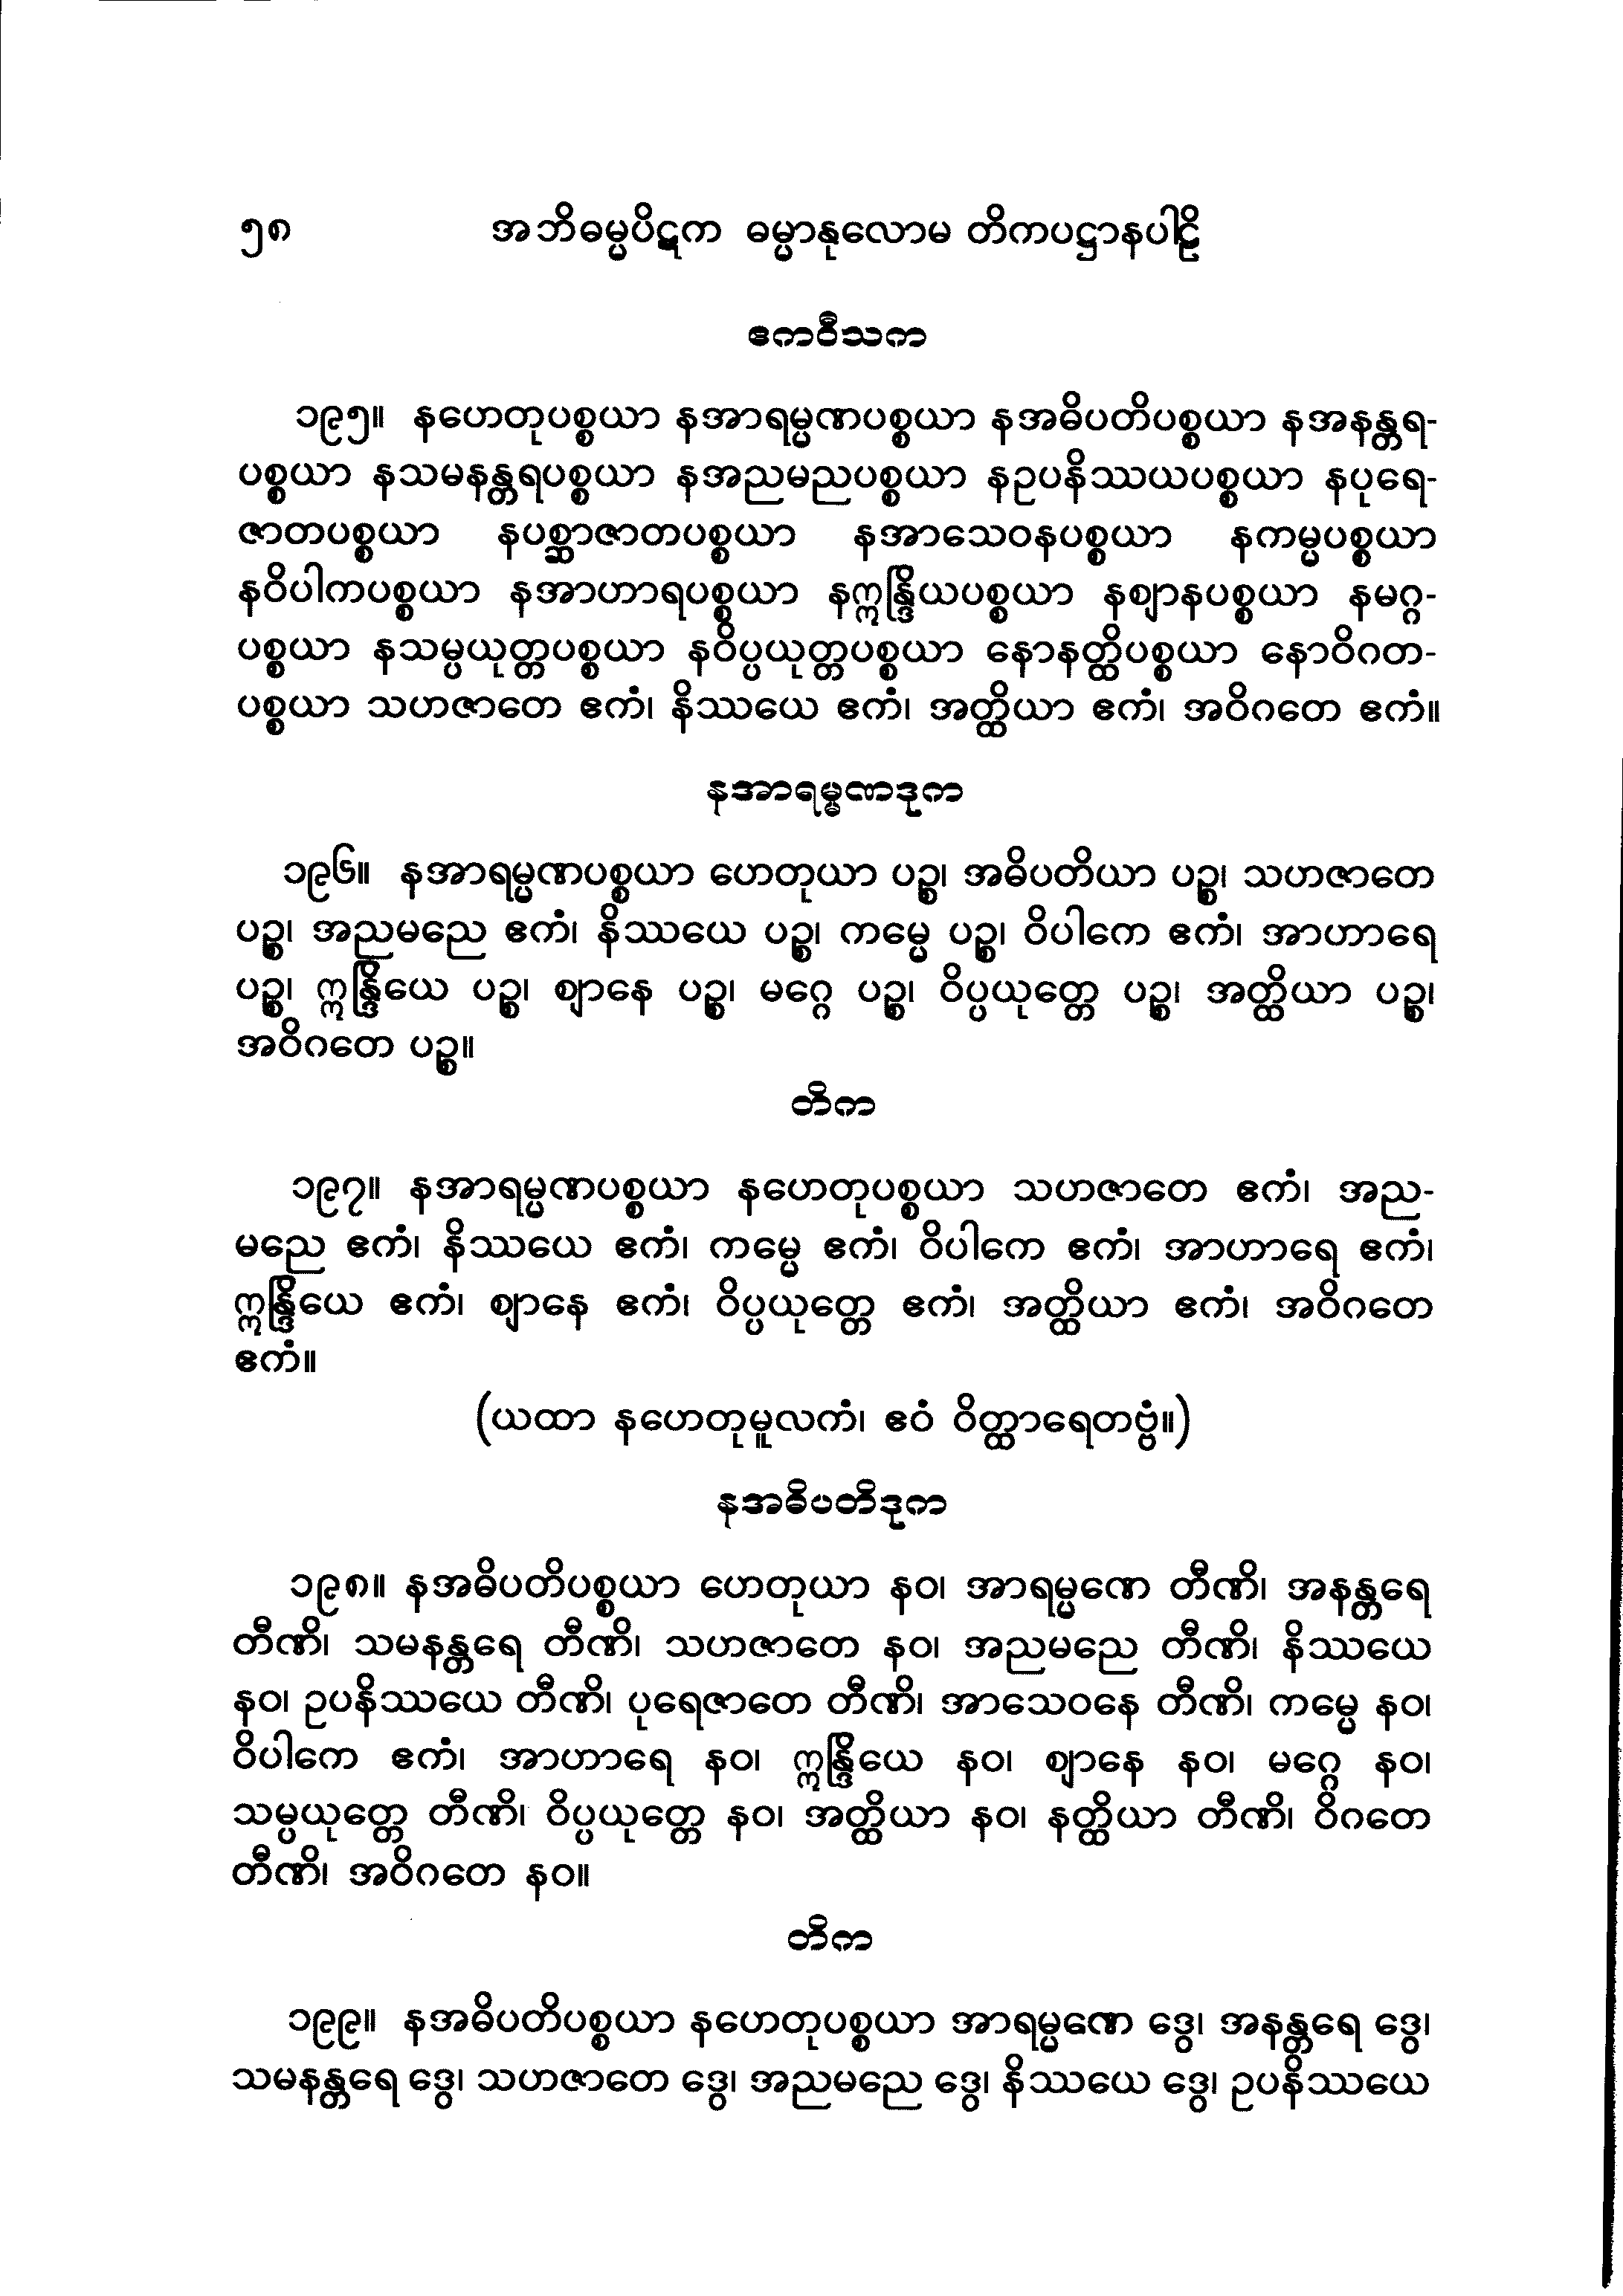 ၅၈ အဘိဓမ္မပိဋက ဓမ္မာနုလောမ တိကပဋ္ဌာနပါဠိ
ဧကဝီသက
၁၉၅။ နဟေတုပစ္စယာ နအာရမ္မဏပစ္စယာ နအဓိပတိပစ္စယာ နအနန္တရ-
ပစ္စယာ နသမနန္တရပစ္စယာ နအညမညပစ္စယာ နဥပနိဿယပစ္စယာ နပုရေ-
ဇာတပစ္စယာ နပစ္ဆာဇာတပစ္စယာ နအာသေဝနပစ္စယာ နကမ္မပစ္စယာ
နဝိပါကပစ္စယာ နအာဟာရပစ္စယာ နဣန္ဒြိယပစ္စယာ နဈာနပစ္စယာ နမဂ္ဂ-
ပစ္စယာ နသမ္ပယုတ္တပစ္စယာ နဝိပ္ပယုတ္တပစ္စယာ နောနတ္ထိပစ္စယာ နောဝိဂတ-
ပစ္စယာ သဟဇာတေ ဧကံ၊ နိဿယေ ဧကံ၊ အတ္ထိယာ ဧကံ၊ အဝိဂတေ ဧကံ။
နအာရမ္မဏဒုက
၁၉၆။ နအာရမ္မဏပစ္စယာ ဟေတုယာ ပဉ္စ၊ အဓိပတိယာ ပဉ္စ၊ သဟဇာတေ
ပဉ္စ၊ အညမညေ ဧကံ၊ နိဿယေ ပဉ္စ၊ ကမ္မေ ပဉ္စ၊ ဝိပါကေ ဧကံ၊ အာဟာရေ
ပဉ္စ၊ ဣန္ဒြိယေ ပဉ္စ၊ ဈာနေ ပဉ္စ၊ မဂ္ဂေ ပဉ္စ၊ ဝိပ္ပယုတ္တေ ပဉ္စ၊ အတ္ထိယာ ပဉ္စ၊
အဝိဂတေ ပဉ္စ။
တိက
၁၉၇။ နအာရမ္မဏပစ္စယာ နဟေတုပစ္စယာ သဟဇာတေ ဧကံ၊ အည-
မညေ ဧကံ၊ နိဿယေ ဧကံ၊ ကမ္မေ ဧကံ၊ ဝိပါကေ ဧကံ၊ အာဟာရေ ဧကံ၊
ဣန္ဒြိယေ ဧကံ၊ ဈာနေ ဧကံ၊ ဝိပ္ပယုတ္တေ ဧကံ၊ အတ္ထိယာ ဧကံ၊ အဝိဂတေ
ဧကံ။
(ယထာ နဟေတုမူလကံ၊ ဧဝံ ဝိတ္ထာရေတဗ္ဗံ။)
နအဓိပတိဒုက
၁၉၈။ နအဓိပတိပစ္စယာ ဟေတုယာ နဝ၊ အာရမ္မဏေ တီဏိ၊ အနန္တရေ
တီဏိ၊ သမနန္တရေ တီဏိ၊ သဟဇာတေ နဝ၊ အညမညေ တီဏိ၊ နိဿယေ
နဝ၊ ဥပနိဿယေ တီဏိ၊ ပုရေဇာတေ တီဏိ၊ အာသေဝနေ တီဏိ၊ ကမ္မေ နဝ၊
ဝိပါကေ ဧကံ၊ အာဟာရေ နဝ၊ ဣန္ဒြိယေ နဝ၊ ဈာနေ နဝ၊ မဂ္ဂေ နဝ၊
သမ္ပယုတ္တေ တီဏိ၊ ဝိပ္ပယုတ္တေ နဝ၊ အတ္ထိယာ နဝ၊ နတ္ထိယာ တီဏိ၊ ဝိဂတေ
တီဏိ၊ အဝိဂတေ နဝ။
တိက
၁၉၉။ နအဓိပတိပစ္စယာ နဟေတုပစ္စယာ အာရမ္မဏေ ဒွေ၊ အနန္တရေ ဒွေ၊
သမနန္တရေ ဒွေ၊ သဟဇာတေ ဒွေ၊ အညမညေ ဒွေ၊ နိဿယေ ဒွေ၊ ဥပနိဿယေ